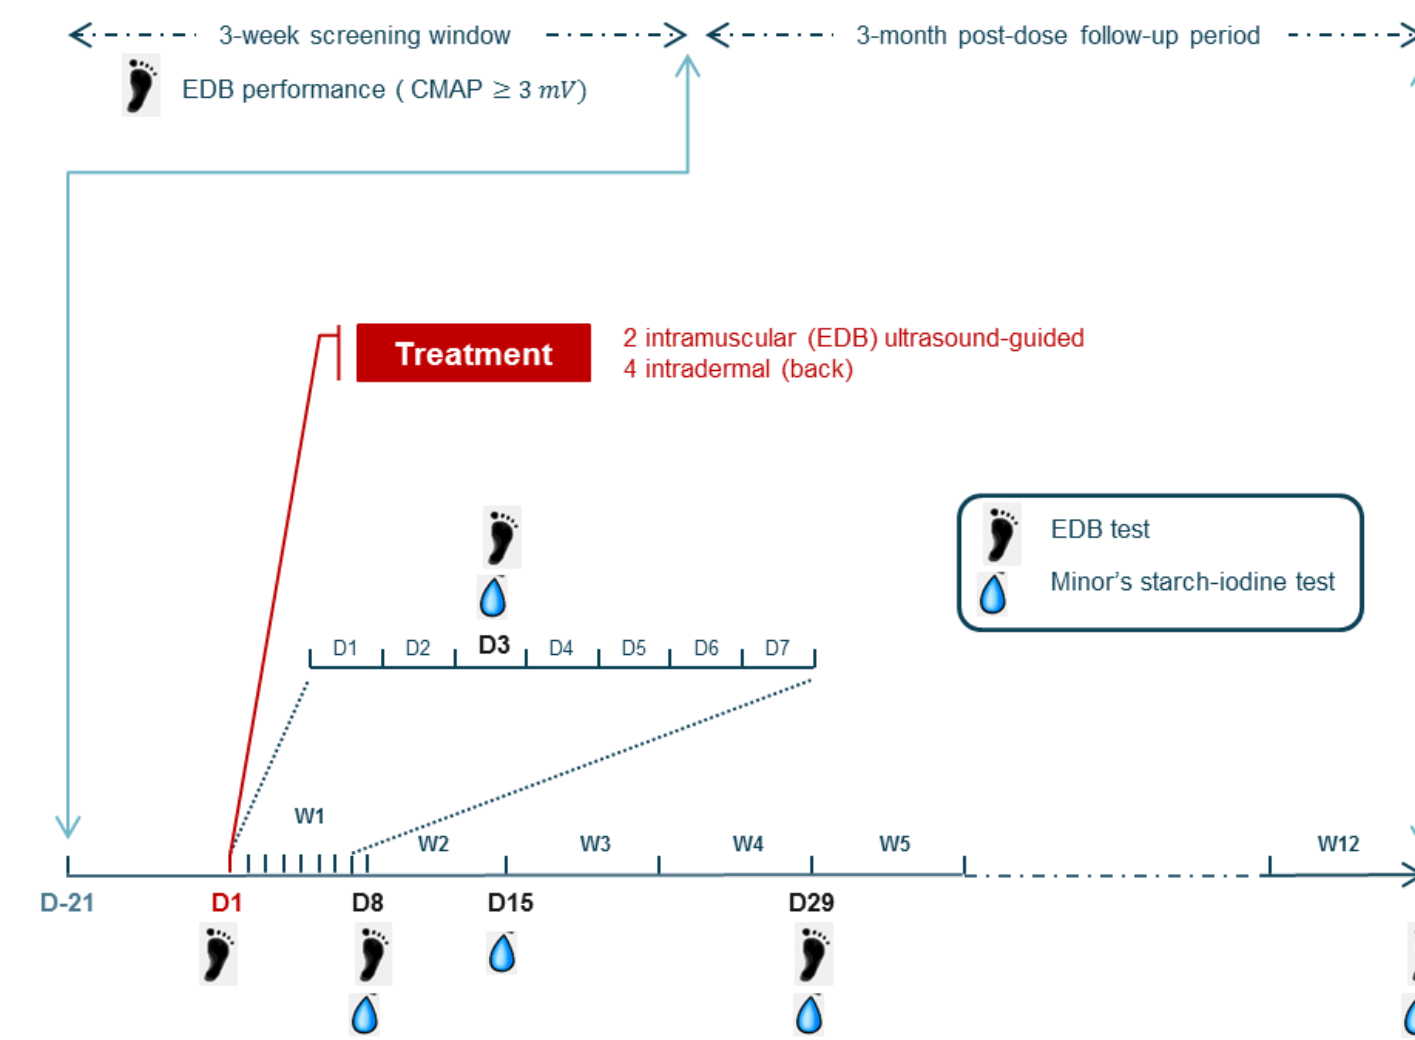 3-week screening window
3-month post-dose follow-up period
EDB performance ( CMAP ≥ 3 mV)
Treatment
2 intramuscular (EDB) ultrasound-guided
4 intradermal (back)
EDB test
Minor's starch-iodine test
D1 D2 D3 D4 D5 D6 D7
W1
W2 W3 W4 W5 W12
D-21 D1 D8 D15 D29